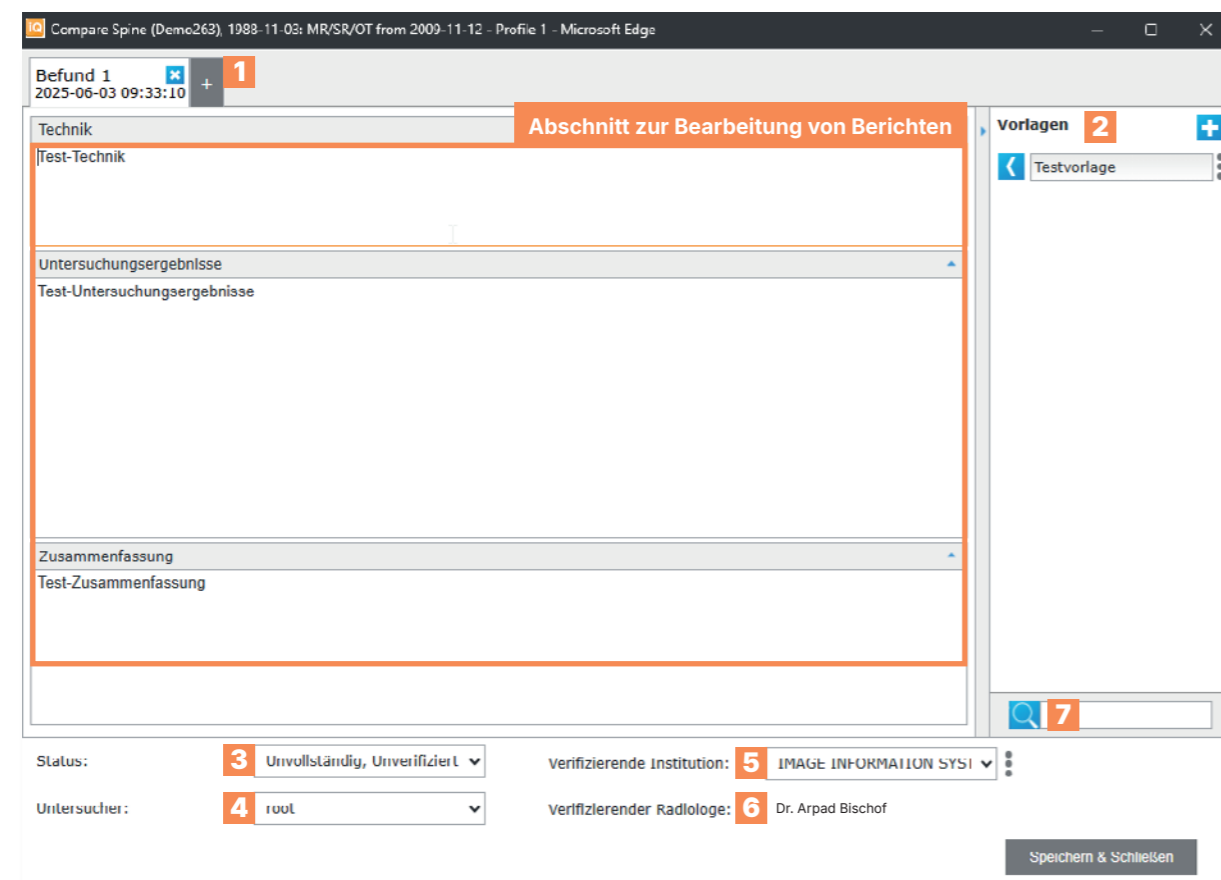 iQ Compare Spine (Demo263), 1988-11-03: MR/SR/OT from 2009-11-12 - Profile 1 - Microsoft Edge
Befund 1
2025-06-03 09:33:10
+ 1
Technik
Abschnitt zur Bearbeitung von Berichten
Test-Technik
Untersuchungsergebnisse
Test-Untersuchungsergebnisse
Zusammenfassung
Test-Zusammenfassung
Vorlagen 2
Testvorlage
7
Status: 3 Unvollständig, Unverifiziert
Verifizierende Institution: 5 IMAGE INFORMATION SYST
Untersucher: 4 root
Verifizierender Radiologe: 6 Dr. Arpad Bischof
Speichern & Schließen